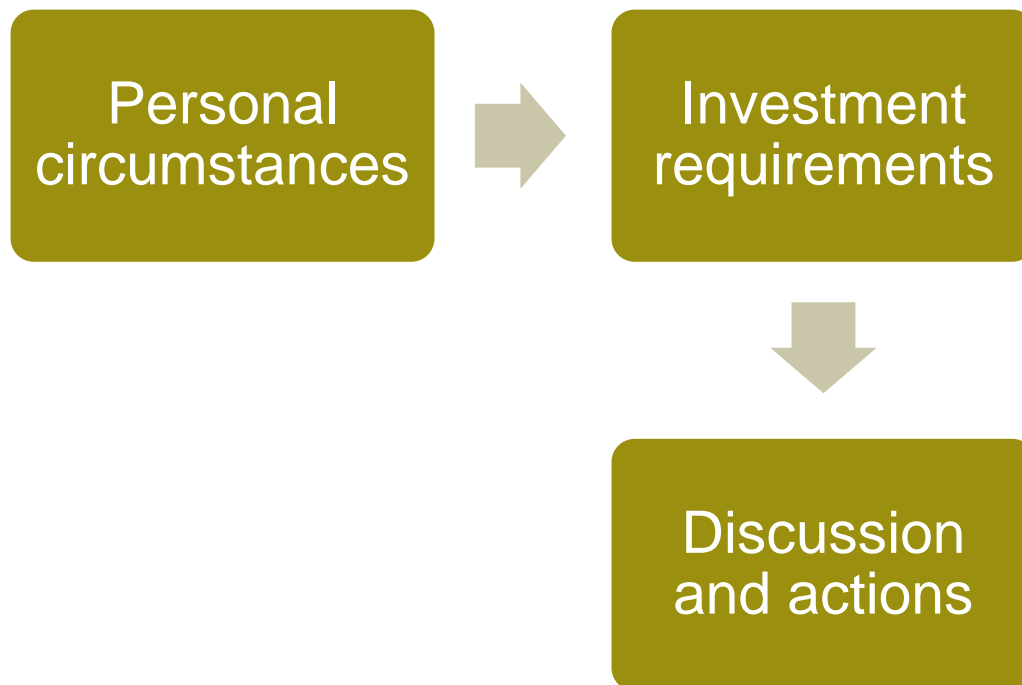 Personal
circumstances
Investment
requirements
Discussion
and actions